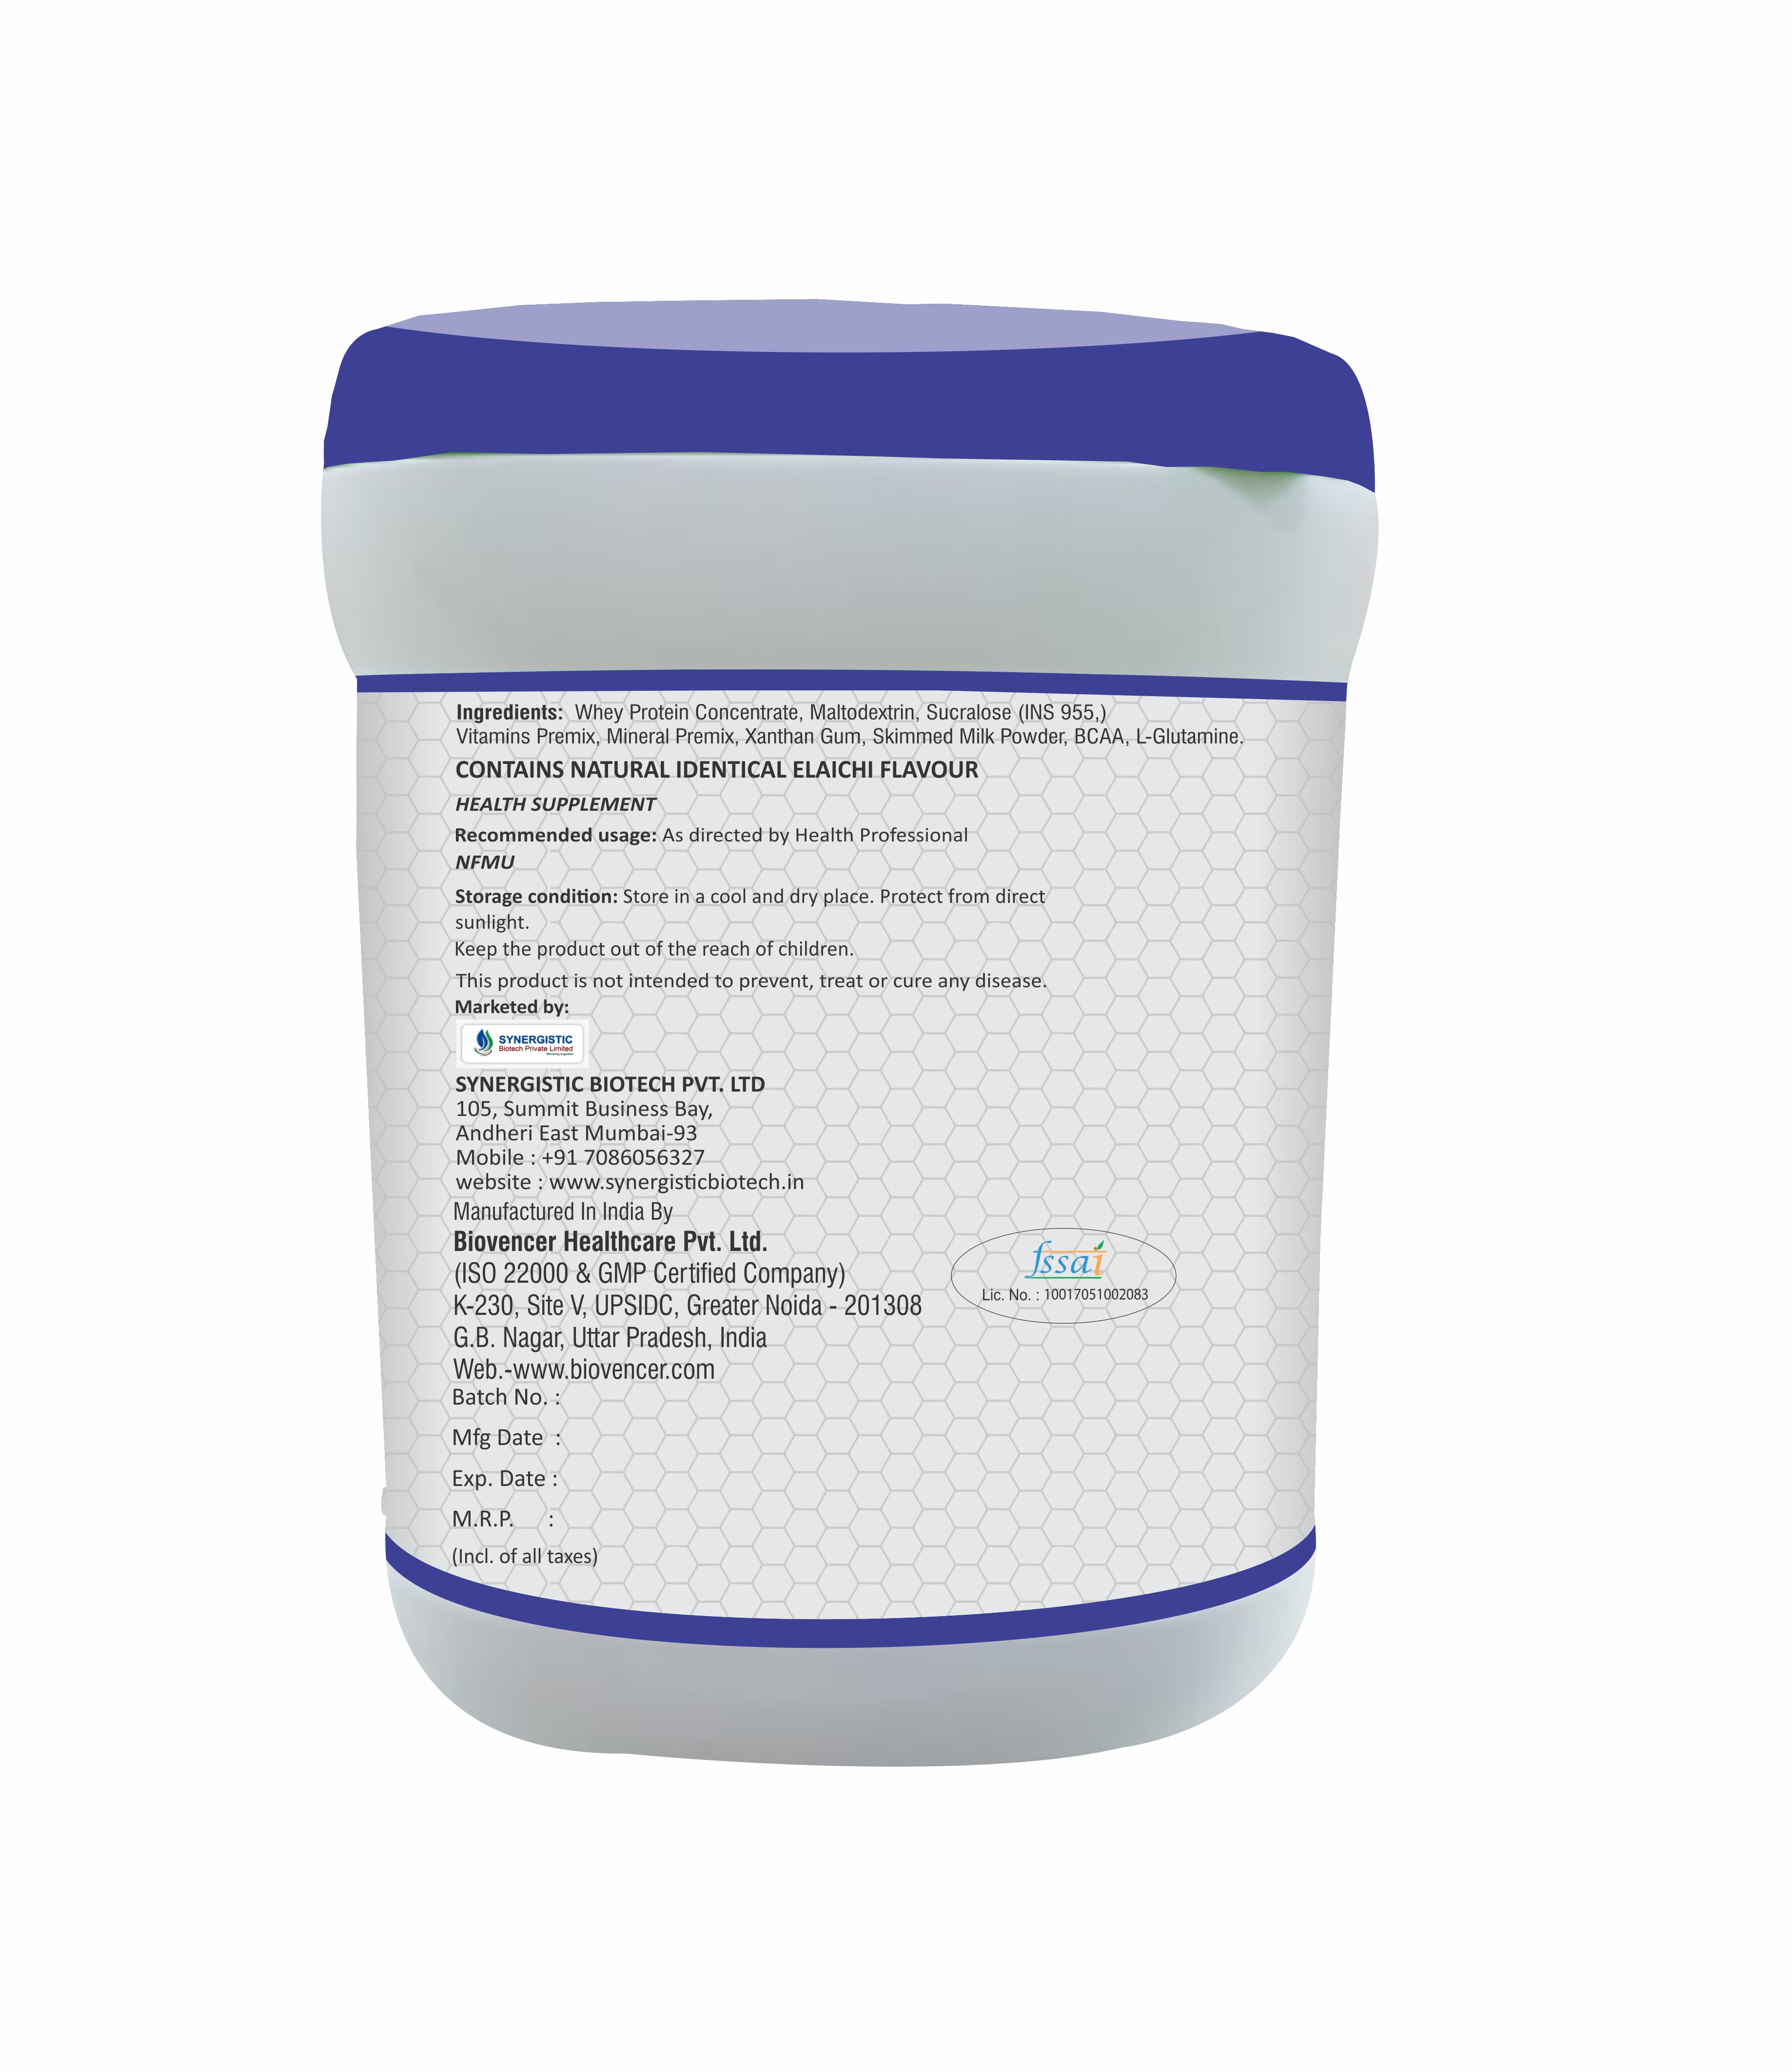 Ingredients: Whey Protein Concentrate, Maltodextrin, Sucralose (INS 955,)
Vitamins Premix, Mineral Premix, Xanthan Gum, Skimmed Milk Powder, BCAA, L-Glutamine.
CONTAINS NATURAL IDENTICAL ELAICHI FLAVOUR
HEALTH SUPPLEMENT
Recommended usage: As directed by Health Professional
NFMU
Storage condition: Store in a cool and dry place. Protect from direct
sunlight.
Keep the product out of the reach of children.
This product is not intended to prevent, treat or cure any disease.
Marketed by:
SYNERGISTIC
Biotech Private Limited
Working together
SYNERGISTIC BIOTECH PVT. LTD
105, Summit Business Bay,
Andheri East Mumbai-93
Mobile : +91 7086056327
website : www.synergisticbiotech.in
Manufactured In India By
Biovencer Healthcare Pvt. Ltd.
(ISO 22000 & GMP Certified Company)
K-230, Site V, UPSIDC, Greater Noida - 201308
G.B. Nagar, Uttar Pradesh, India
Web.-www.biovencer.com
fssai
Lic. No. : 10017051002083
Batch No. :
Mfg Date :
Exp. Date :
M.R.P. :
(Incl. of all taxes)